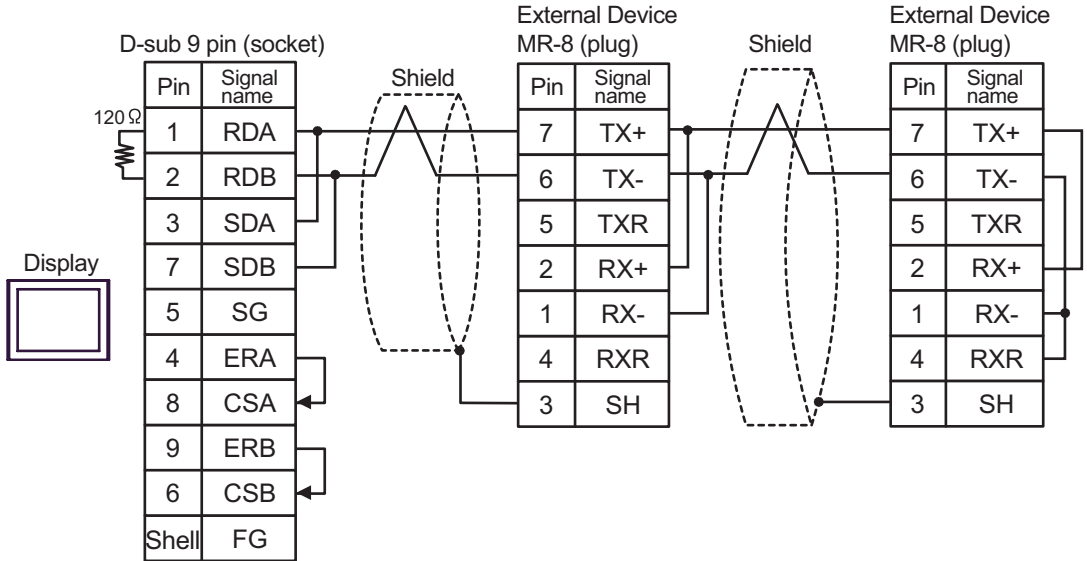 External Device
External Device
D-sub 9 pin (socket)
MR-8 (plug)
Shield
MR-8 (plug)
Shield
Pin Signal name
120 Ω
1 RDA
2 RDB
3 SDA
7 SDB
5 SG
4 ERA
8 CSA
9 ERB
6 CSB
Shell FG
Display
Pin Signal name
7 TX+
6 TX-
5 TXR
2 RX+
1 RX-
4 RXR
3 SH
Pin Signal name
7 TX+
6 TX-
5 TXR
2 RX+
1 RX-
4 RXR
3 SH